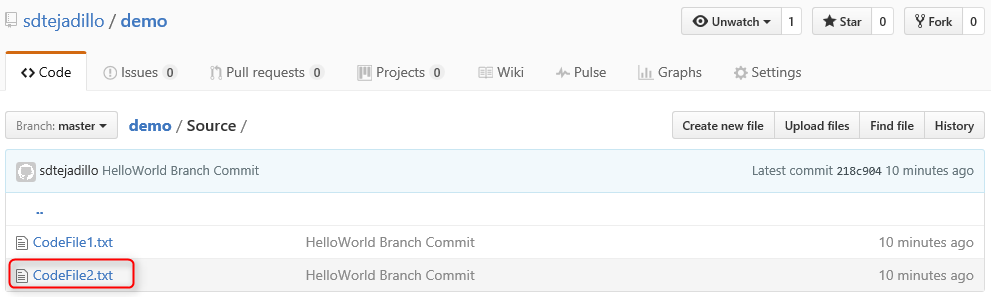 sdtejadillo / demo
Unwatch 1 Star 0 Fork 0
Code Issues 0 Pull requests 0 Projects 0 Wiki Pulse Graphs Settings
Branch: master demo / Source / Create new file Upload files Find file History
sdtejadillo HelloWorld Branch Commit Latest commit 218c904 10 minutes ago
..
CodeFile1.txt HelloWorld Branch Commit 10 minutes ago
CodeFile2.txt HelloWorld Branch Commit 10 minutes ago